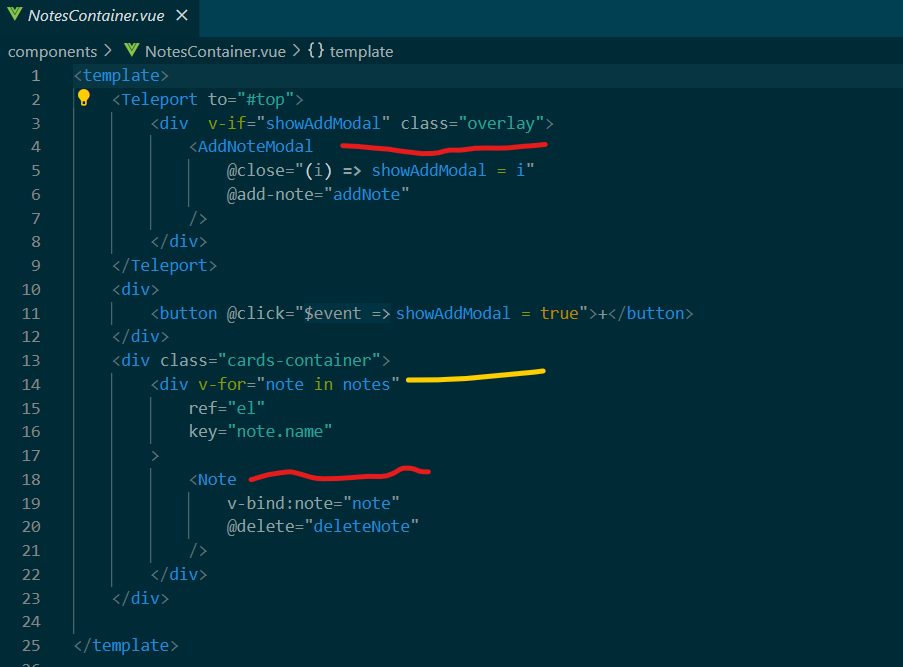 NotesContainer.vue ×
components > NotesContainer.vue > {} template
1 <template>
2 <Teleport to="#top">
3 <div  v-if="showAddModal" class="overlay">
4 <AddNoteModal
5 @close="(i) => showAddModal = i"
6 @add-note="addNote"
7 />
8 </div>
9 </Teleport>
10 <div>
11 <button @click="$event => showAddModal = true">+</button>
12 </div>
13 <div class="cards-container">
14 <div v-for="note in notes"
15 ref="el"
16 key="note.name"
17 >
18 <Note
19 v-bind:note="note"
20 @delete="deleteNote"
21 />
22 </div>
23 </div>
24
25 </template>
26